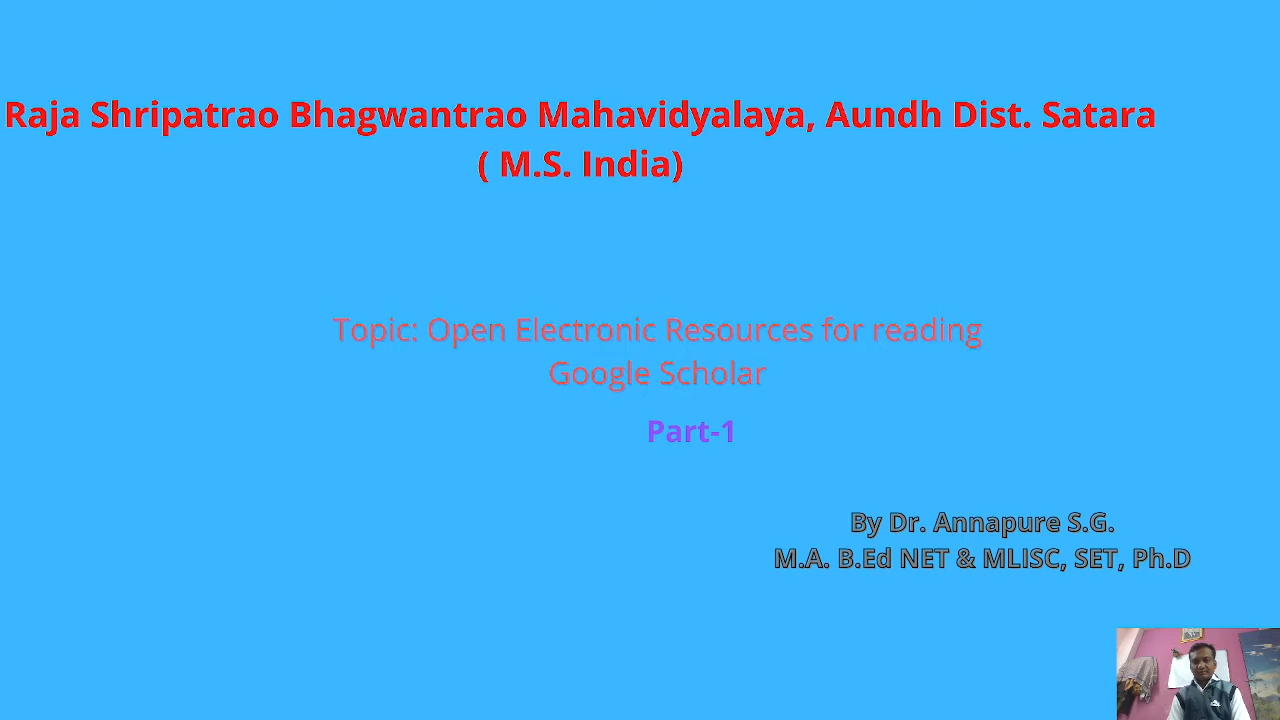 Raja Shripatrao Bhagwantrao Mahavidyalaya, Aundh Dist. Satara
( M.S. India)
Topic: Open Electronic Resources for reading
Google Scholar
Part-1
By Dr. Annapure S.G.
M.A. B.Ed NET & MLISC, SET, Ph.D